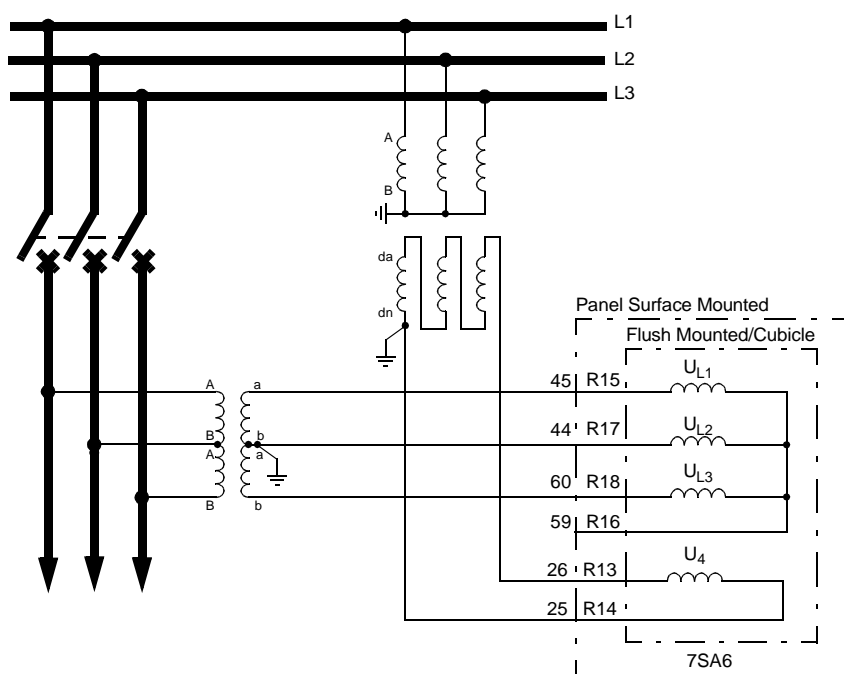 L1
L2
L3
A
B
da
dn
Panel Surface Mounted
Flush Mounted/Cubicle
A a
45 R15 UL1
B b
44 R17 UL2
A a
60 R18 UL3
B b
59 R16
26 R13 U4
25 R14
7SA6